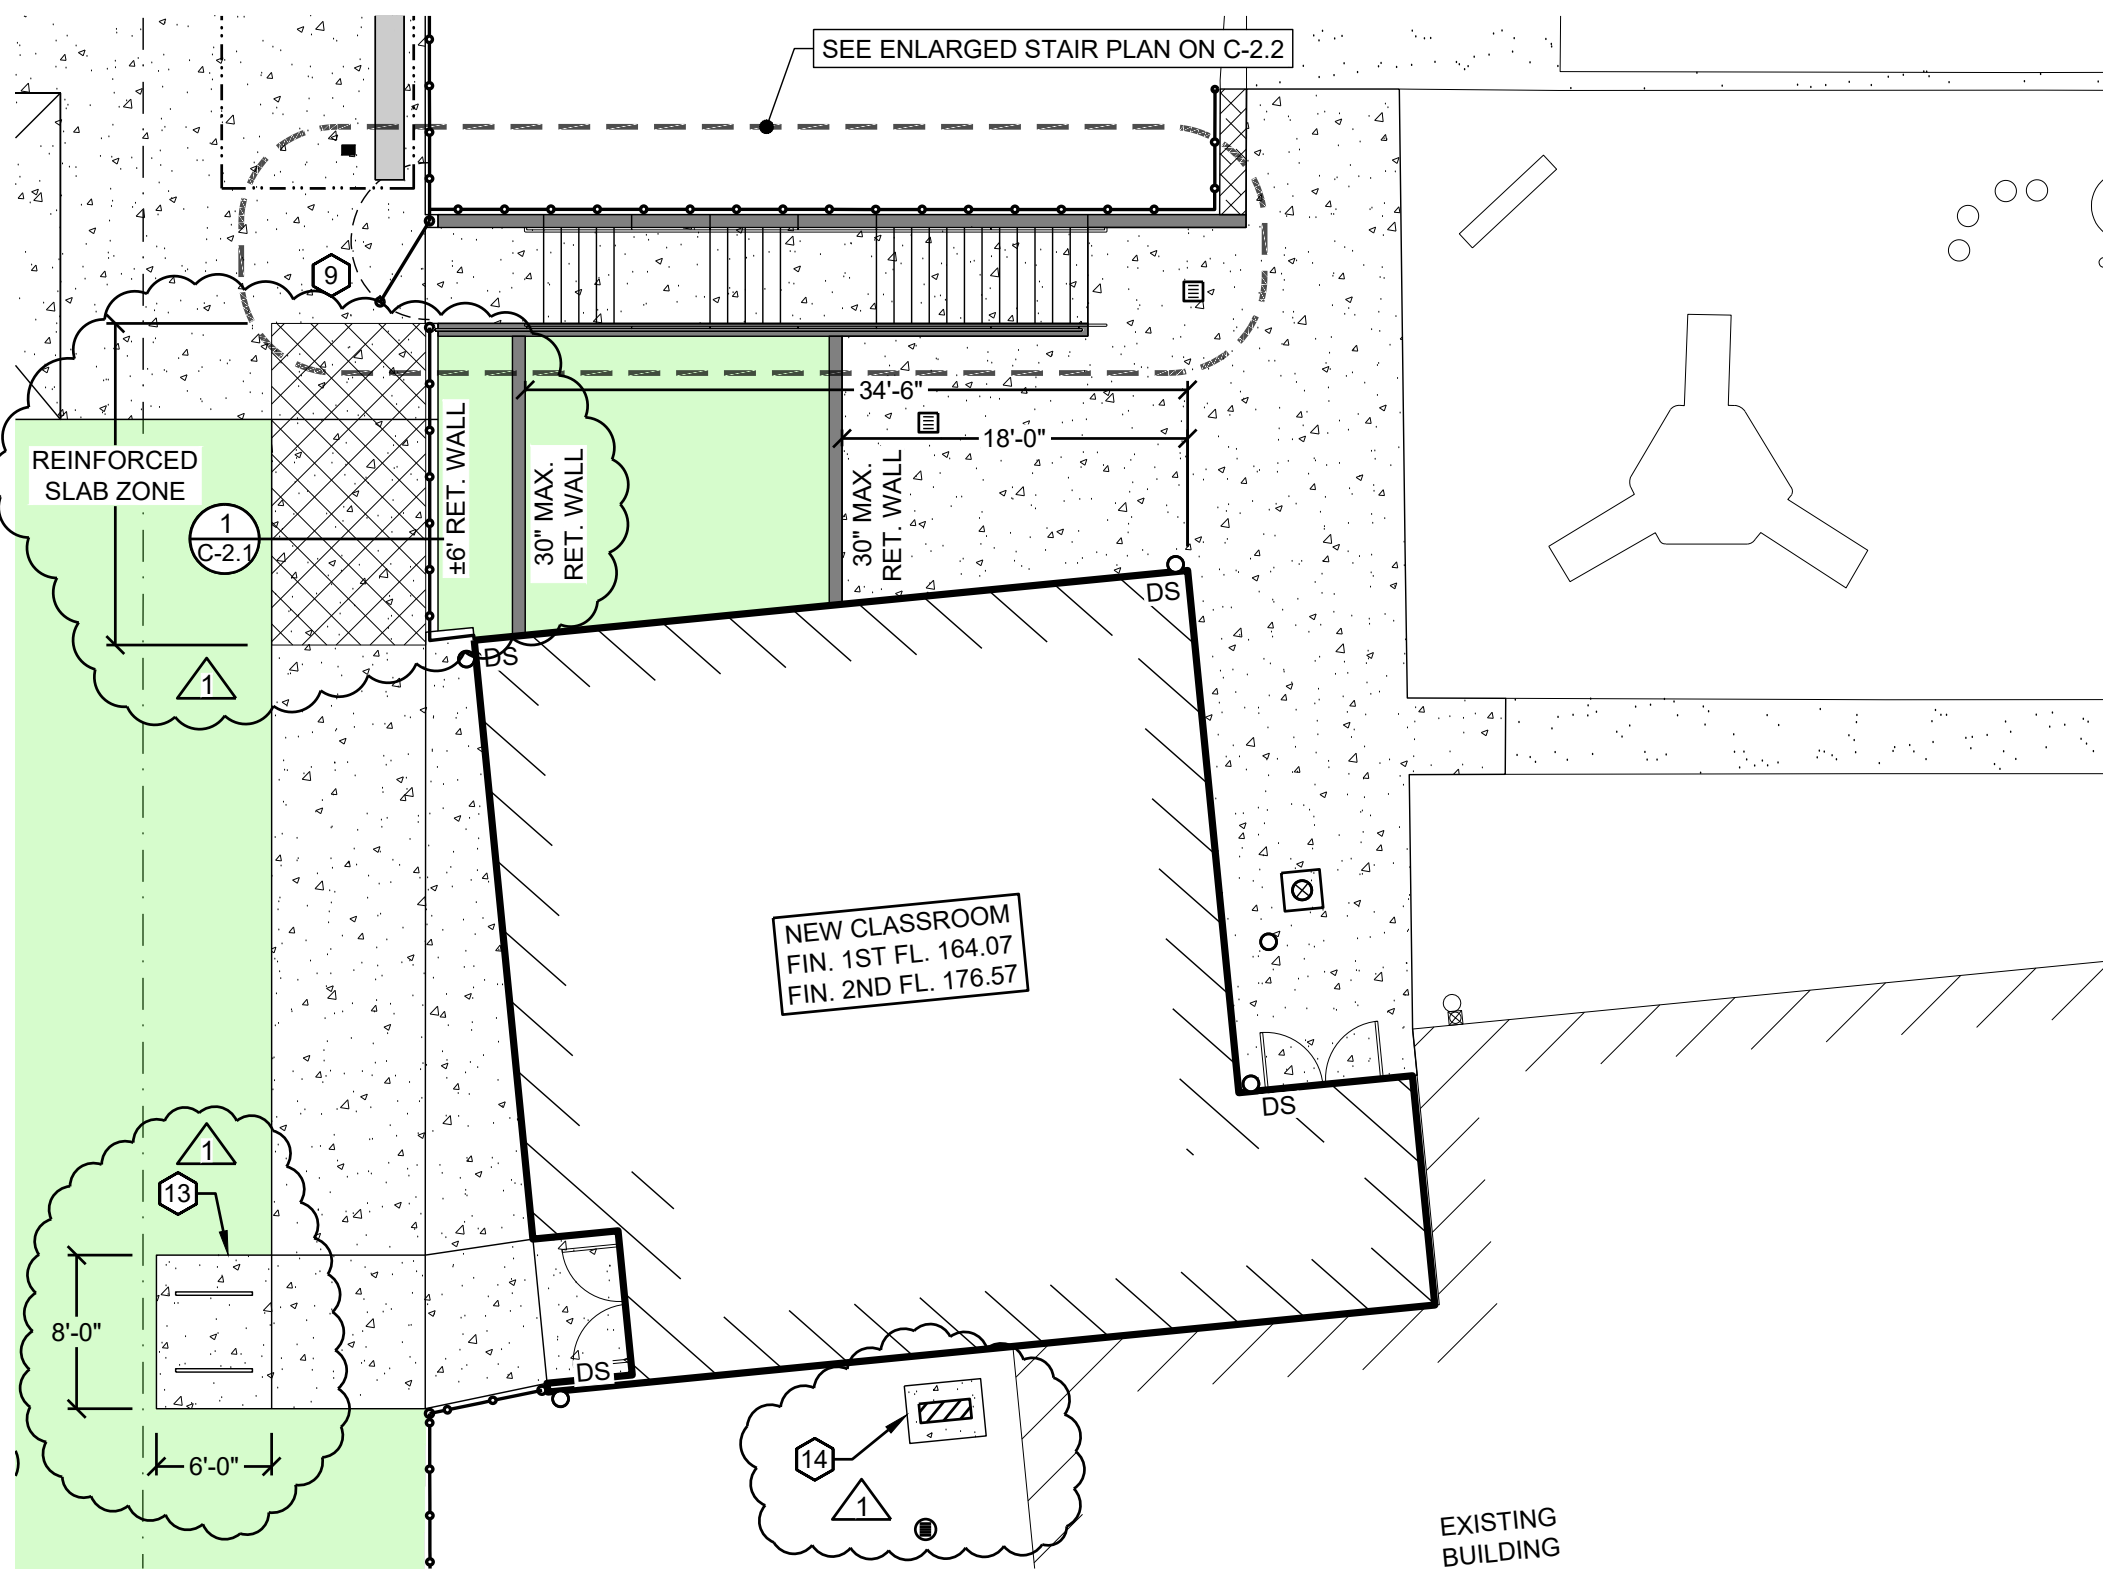 SEE ENLARGED STAIR PLAN ON C-2.2
9
34'-6"
18'-0"
REINFORCED
SLAB ZONE
1
C-2.1
±6' RET. WALL
30" MAX.
RET. WALL
30" MAX.
RET. WALL
DS
DS
1
NEW CLASSROOM
FIN. 1ST FL. 164.07
FIN. 2ND FL. 176.57
DS
1
13
8'-0"
DS
6'-0"
14
1
EXISTING
BUILDING